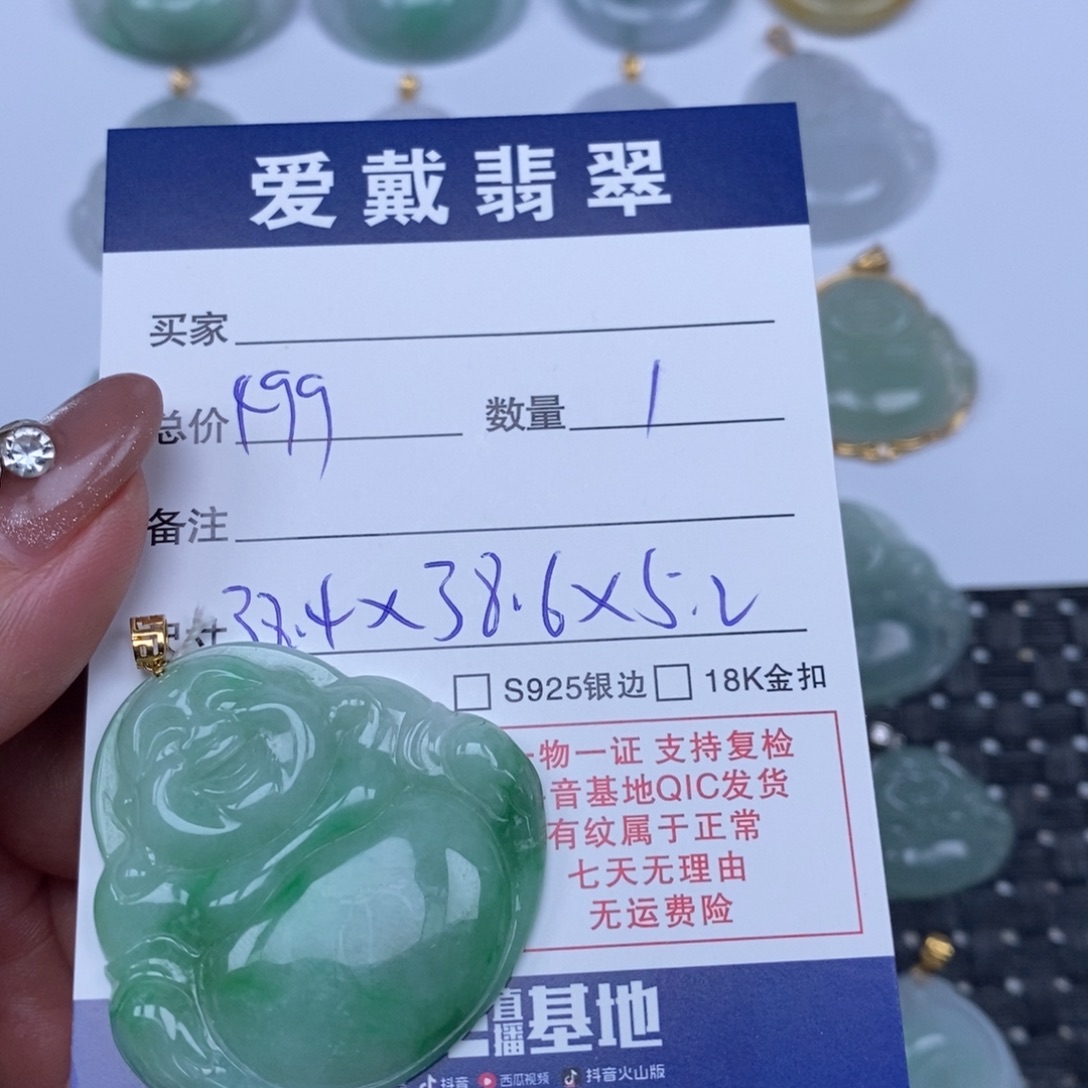 爱戴翡翠
买家
总价 499 数量 1
备注
38.4×38.6×5.2
S925银边 18K金扣
物一证 支持复检
音基地QIC发货
有纹属于正常
七天无理由
无运费险
直播基地
抖音 西瓜视频 抖音火山版